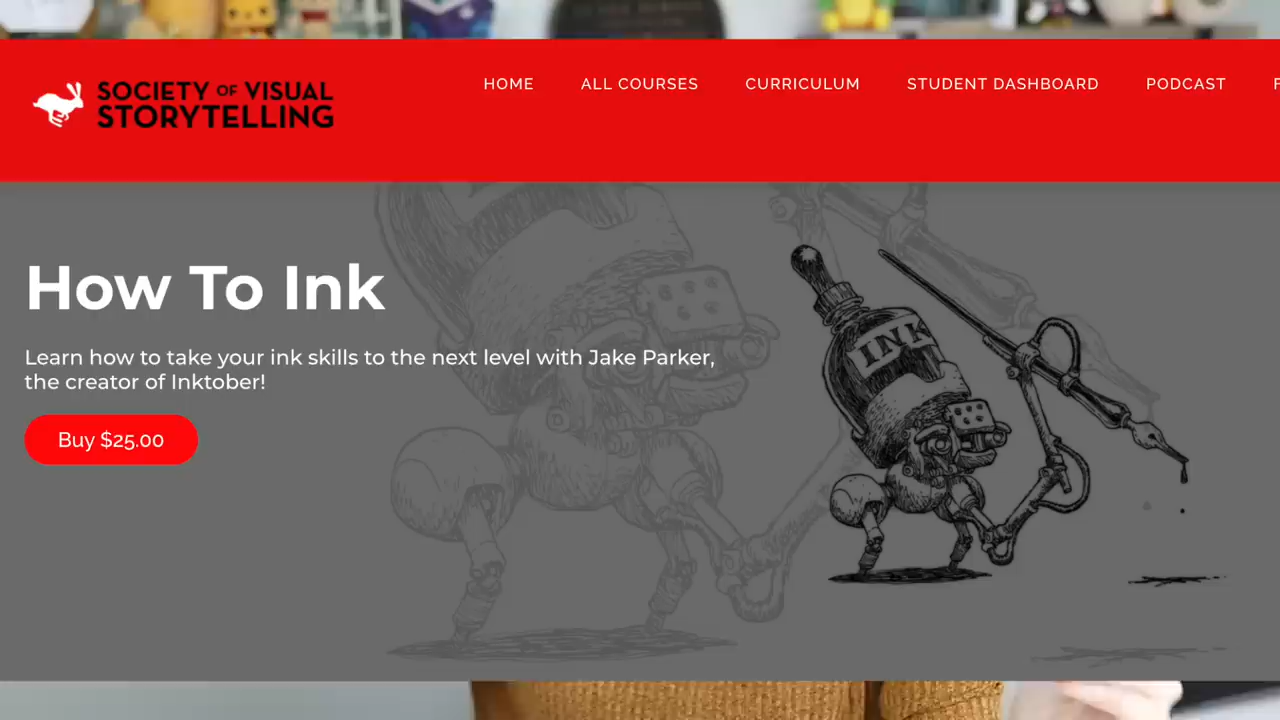 SOCIETY OF VISUAL
STORYTELLING
HOME ALL COURSES CURRICULUM STUDENT DASHBOARD PODCAST
How To Ink
Learn how to take your ink skills to the next level with Jake Parker,
the creator of Inktober!
Buy $25.00
INK